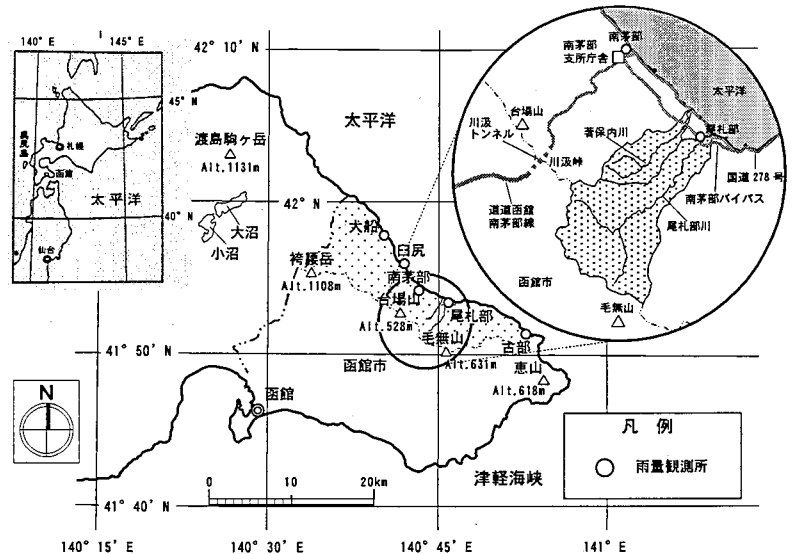 140° E
145° E
45° N
40° N
奥尻島
札幌
函館
太平洋
仙台
42° 10' N
太平洋
渡島駒ヶ岳
Alt.1131m
42° N
大沼
小沼
大船
臼尻
袴腰岳
Alt.1108m
南茅部
台場山
Alt.528m
尾札部
毛無山
Alt.631m
古部
恵山
Alt.618m
41° 50' N
函館市
函館
N
津軽海峡
0
10
20km
41° 40' N
140° 15' E
140° 30' E
140° 45' E
141° E
凡 例
雨量観測所
南茅部
南茅部
支所庁舎
太平洋
台場山
川汲
トンネル
川汲峠
著保内川
尾札部
国道278号
南茅部バイパス
尾札部川
道道函館
南茅部線
函館市
毛無山